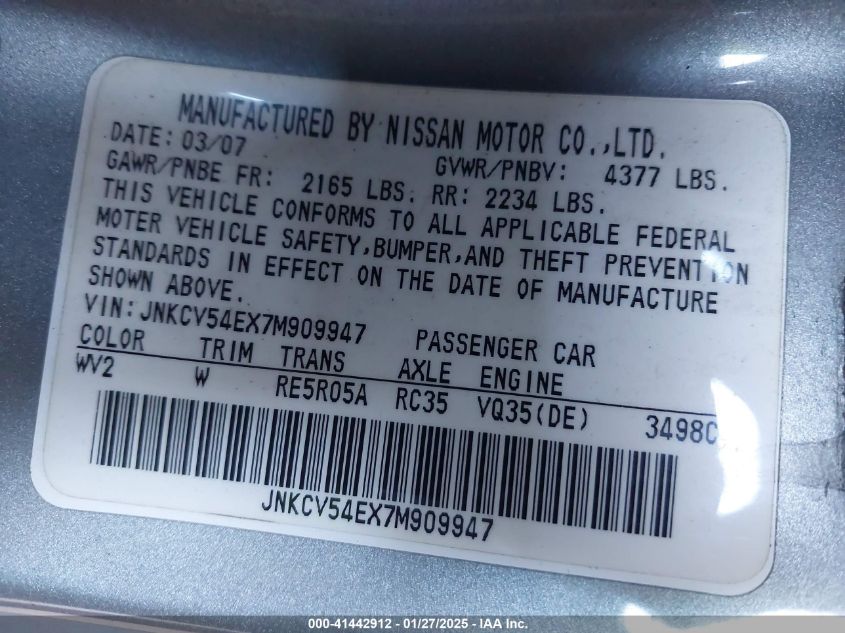 MANUFACTURED BY NISSAN MOTOR CO.,LTD.
DATE: 03/07 GVWR/PNBV: 4377 LBS.
GAWR/PNBE FR: 2165 LBS. RR: 2234 LBS.
THIS VEHICLE CONFORMS TO ALL APPLICABLE FEDERAL
MOTER VEHICLE SAFETY,BUMPER,AND THEFT PREVENTION
STANDARDS IN EFFECT ON THE DATE OF MANUFACTURE
SHOWN ABOVE.
VIN:JNKCV54EX7M909947 PASSENGER CAR
COLOR TRIM TRANS AXLE ENGINE
WV2 W RE5R05A RC35 VQ35(DE) 3498C
JNKCV54EX7M909947
000-41442912 - 01/27/2025 - IAA Inc.